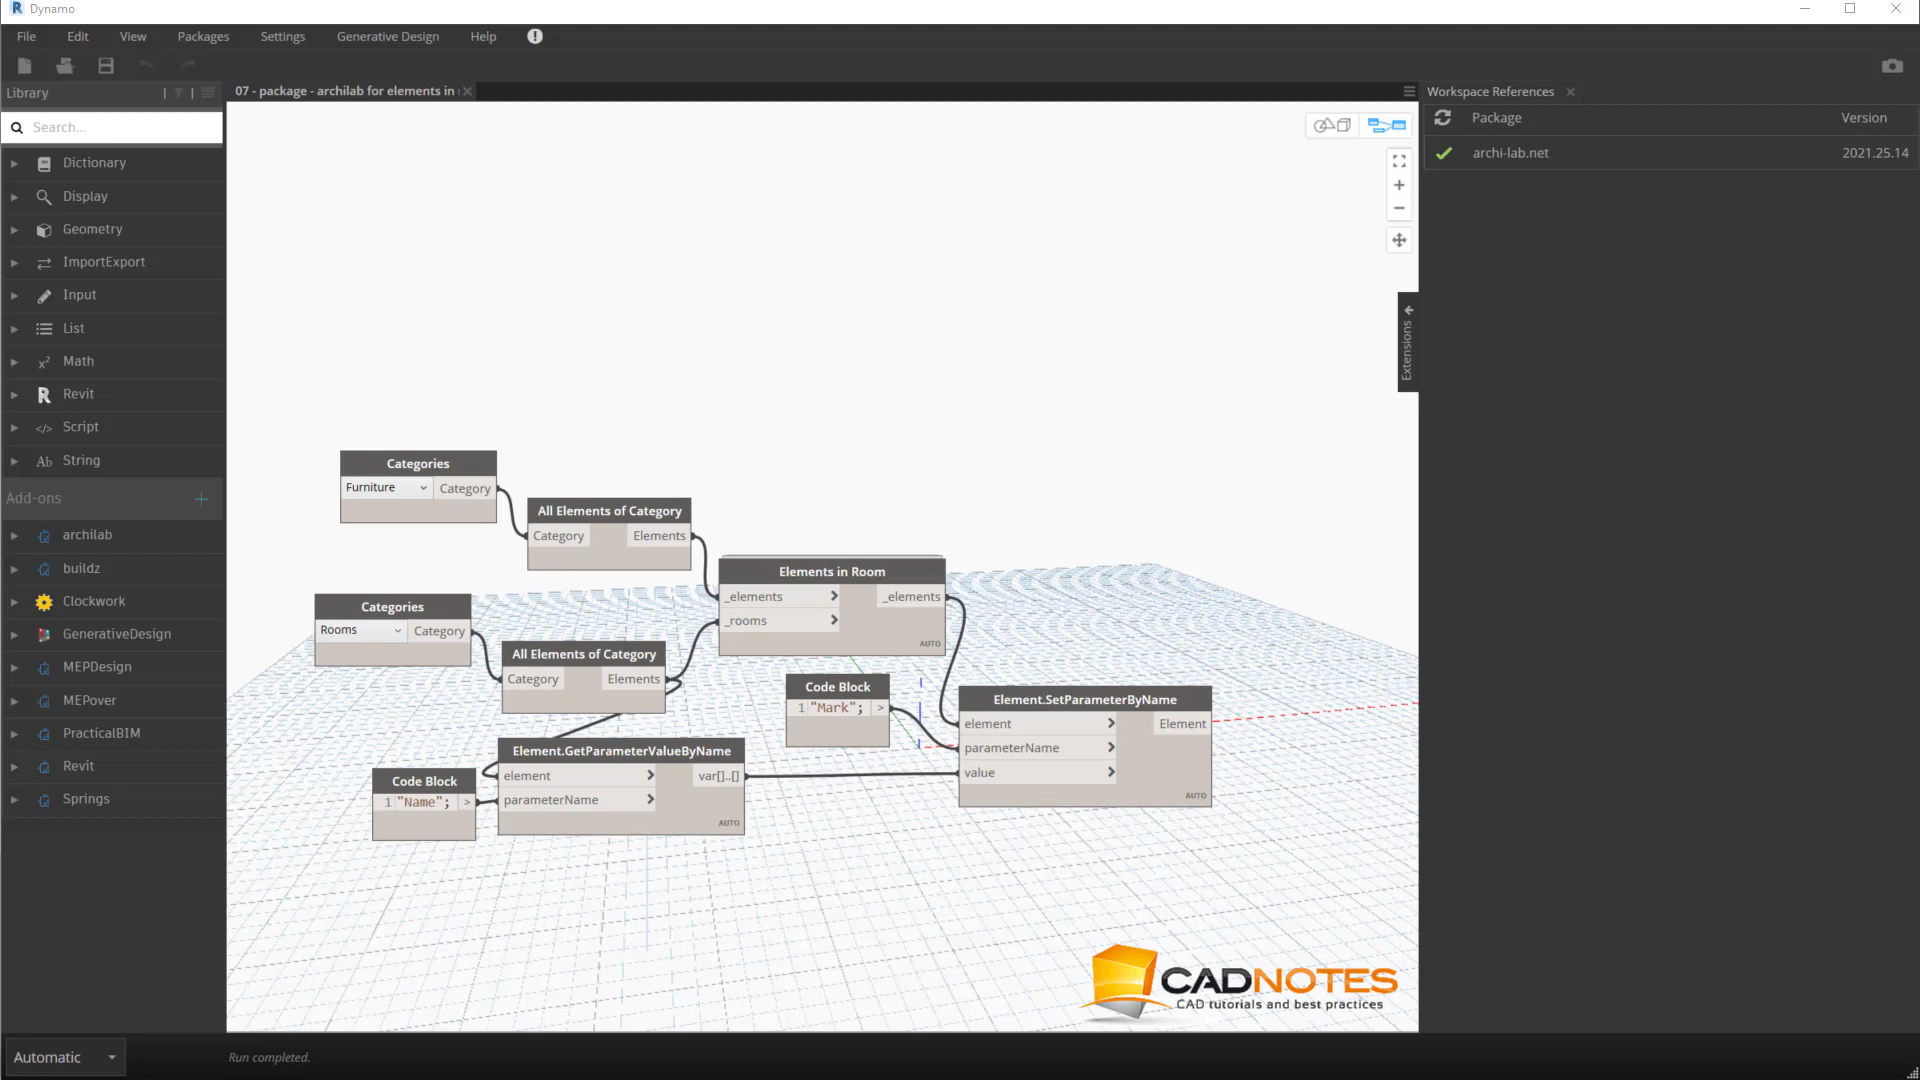 Dynamo
File Edit View Packages Settings Generative Design Help
Library
07 - package - archilab for elements in
Workspace References
Search...
Package Version
archi-lab.net 2021.25.14
Dictionary
Display
Geometry
ImportExport
Input
List
Math
Revit
Script
String
Add-ons
archilab
buildz
Clockwork
GenerativeDesign
MEPDesign
MEPover
PracticalBIM
Revit
Springs
Extensions
Categories
Furniture Category
All Elements of Category
Category Elements
Elements in Room
_elements > _elements
_rooms >
AUTO
Categories
Rooms Category
All Elements of Category
Category Elements
Code Block
1 "Mark"; >
Element.SetParameterByName
element > Element
parameterName >
value >
AUTO
Element.GetParameterValueByName
element > var[]..[]
parameterName >
AUTO
Code Block
1 "Name"; >
CADNOTES
CAD tutorials and best practices
Automatic
Run completed.